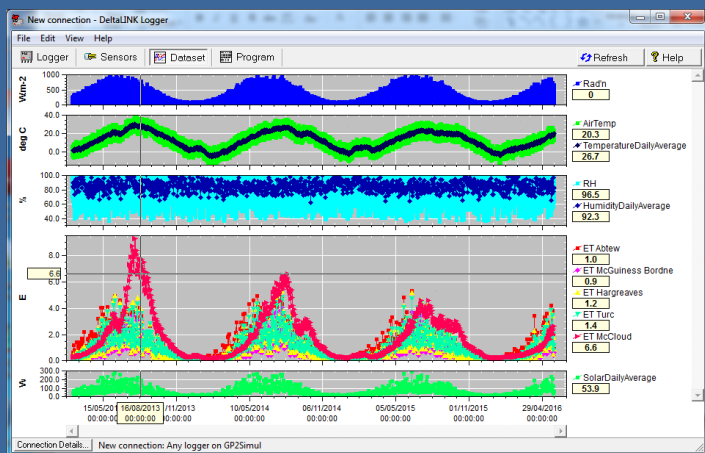 New connection - DeltaLINK Logger
File Edit View Help
Logger Sensors Dataset Program Refresh ? Help
W.m-2
1000
500
0
Rad'n
0
deg C
40.0
20.0
0.0
AirTemp
20.3
TemperatureDailyAverage
26.7
%
100.0
80.0
60.0
40.0
RH
96.5
HumidityDailyAverage
92.3
E
8.0
6.6
6.0
4.0
2.0
0.0
ET Abtew
1.0
ET McGuiness Bordne
0.9
ET Hargreaves
1.2
ET Turc
1.4
ET McCloud
6.6
300.0
200.0
100.0
0.0
SolarDailyAverage
53.9
15/05/201 16/08/2013 /11/2013 10/05/2014 06/11/2014 05/05/2015 01/11/2015 29/04/2016
00:00:00 00:00:00 00:00:00 00:00:00 00:00:00 00:00:00 00:00:00 00:00:00
Connection Details... New connection: Any logger on GP2Simul